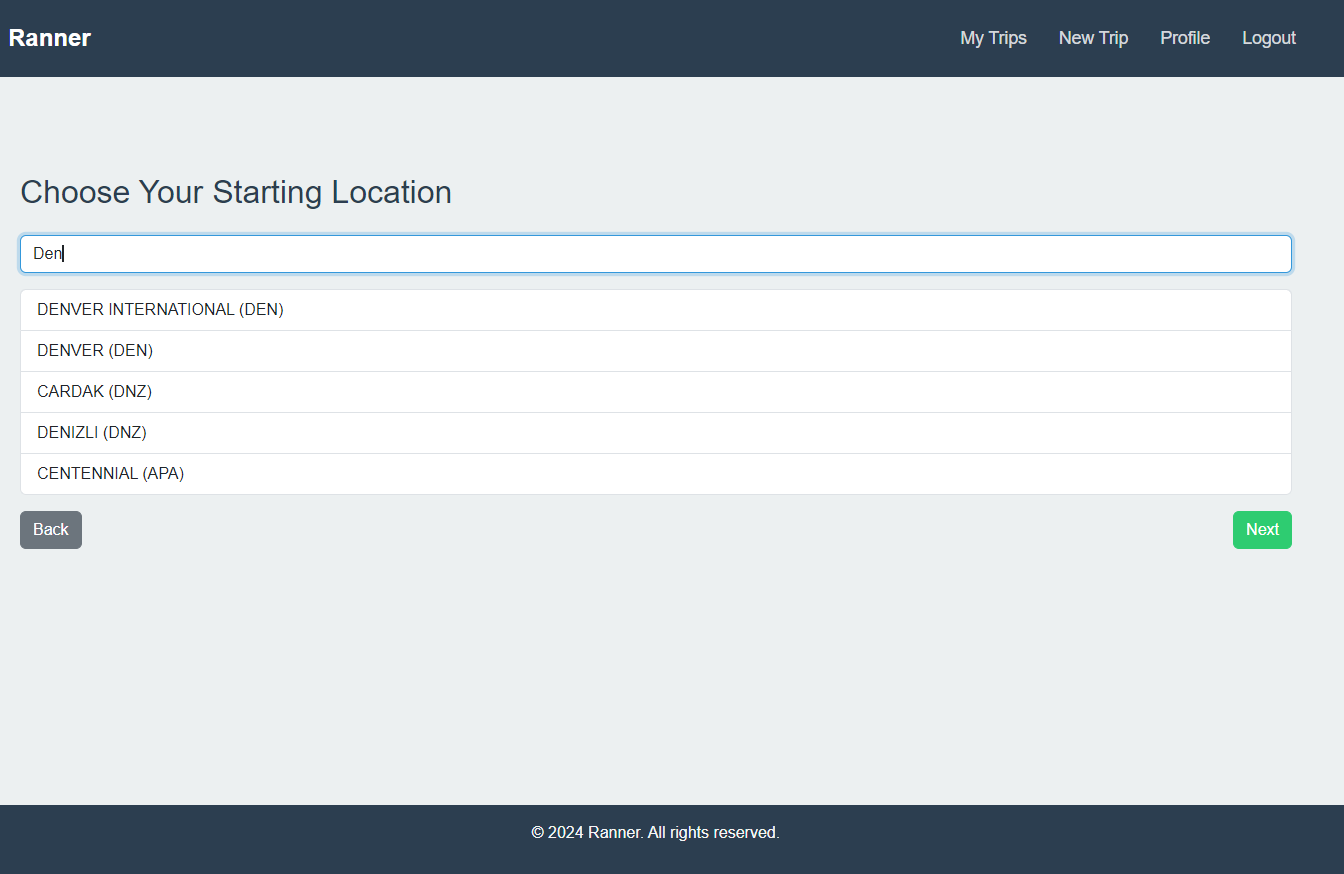 Ranner
My Trips
New Trip
Profile
Logout
Choose Your Starting Location
Den
DENVER INTERNATIONAL (DEN)
DENVER (DEN)
CARDAK (DNZ)
DENIZLI (DNZ)
CENTENNIAL (APA)
Back
Next
© 2024 Ranner. All rights reserved.